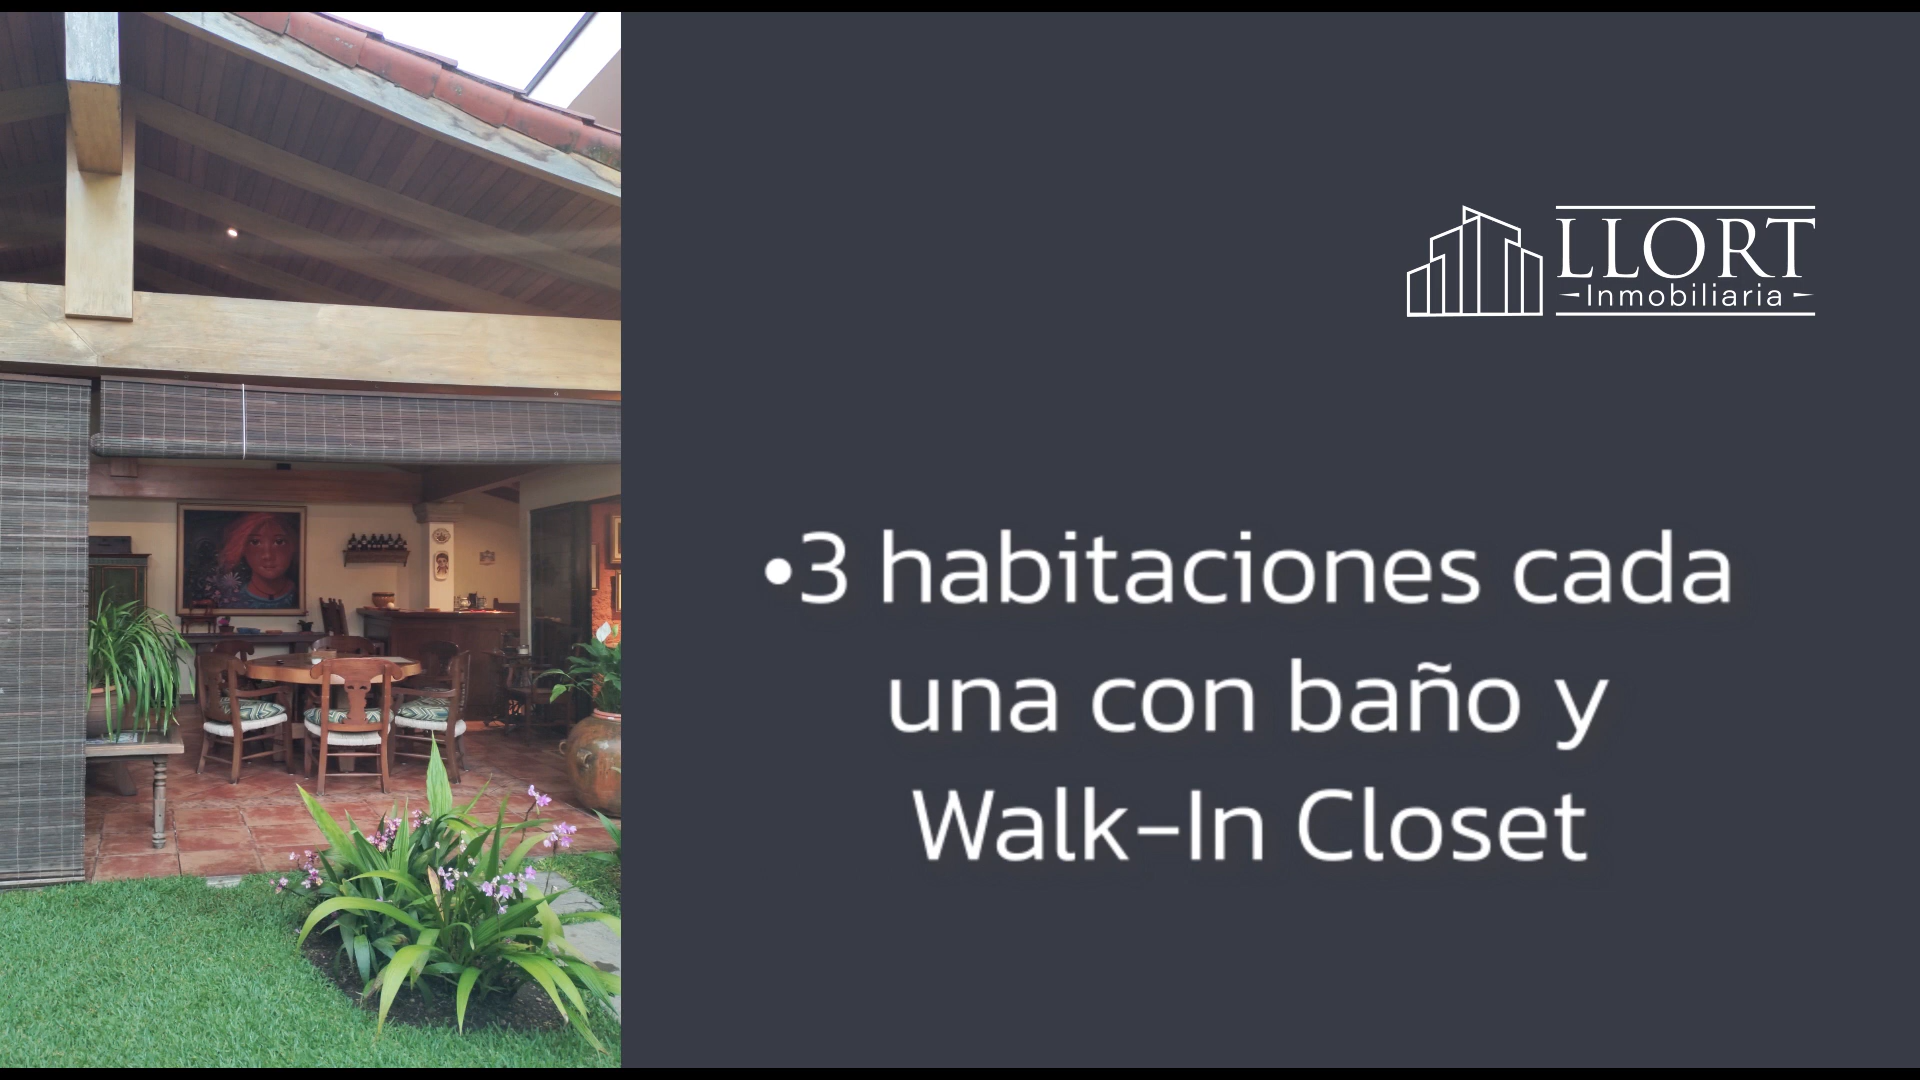 LLORT
Inmobiliaria
•3 habitaciones cada
una con baño y
Walk-In Closet